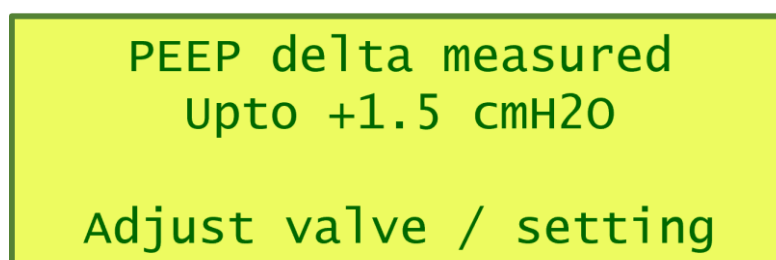 PEEP delta measured
Upto +1.5 cmH2O
Adjust valve / setting